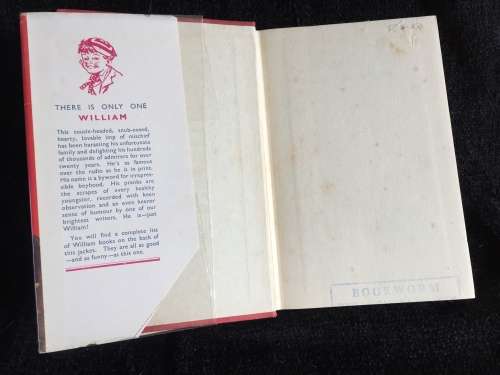 THERE IS ONLY ONE
WILLIAM
This tousle-headed, snub-nosed,
hearty, lovable imp of mischief
has been harassing his unfortunate
family and delighting his hundreds
of thousands of admirers for over
twenty years. He's as famous
over the radio as he is in print.
His name is a byword for irrepres-
sible boyhood. His pranks are
the scrapes of every healthy
youngster, recorded with keen
observation and an even keener
sense of humour by one of our
brightest writers. He is—just
William!
You will find a complete list
of William books on the back of
this jacket. They are all as good
—and as funny—as this one.
BOOKWORM